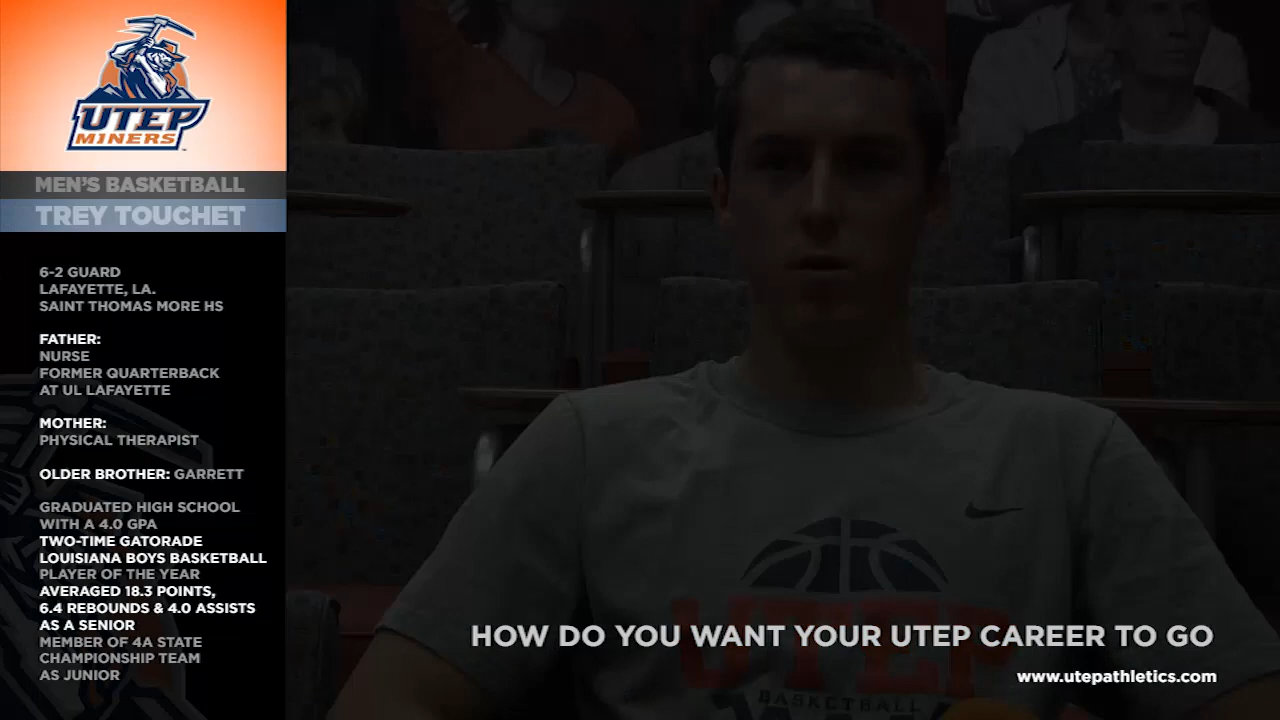 UTEP
MINERS
MEN'S BASKETBALL
TREY TOUCHET
6-2 GUARD
LAFAYETTE, LA.
SAINT THOMAS MORE HS
FATHER:
NURSE
FORMER QUARTERBACK
AT UL LAFAYETTE
MOTHER:
PHYSICAL THERAPIST
OLDER BROTHER: GARRETT
GRADUATED HIGH SCHOOL
WITH A 4.0 GPA
TWO-TIME GATORADE
LOUISIANA BOYS BASKETBALL
PLAYER OF THE YEAR
AVERAGED 18.3 POINTS,
6.4 REBOUNDS & 4.0 ASSISTS
AS A SENIOR
MEMBER OF 4A STATE
CHAMPIONSHIP TEAM
AS JUNIOR
UTEP
BASKETBALL
HOW DO YOU WANT YOUR UTEP CAREER TO GO
www.utepathletics.com